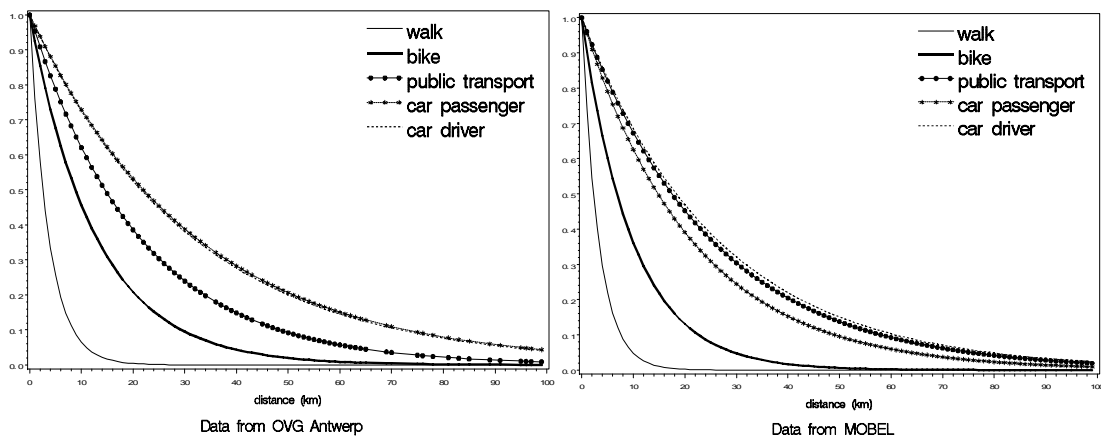 1.0
0.9
0.8
0.7
0.6
0.5
0.4
0.3
0.2
0.1
0.0
0 10 20 30 40 50 60 70 80 90 100
walk
bike
public transport
car passenger
car driver
distance (km)
Data from OVG Antwerp
1.0
0.9
0.8
0.7
0.6
0.5
0.4
0.3
0.2
0.1
0.0
0 10 20 30 40 50 60 70 80 90 100
walk
bike
public transport
car passenger
car driver
distance (km)
Data from MOBEL